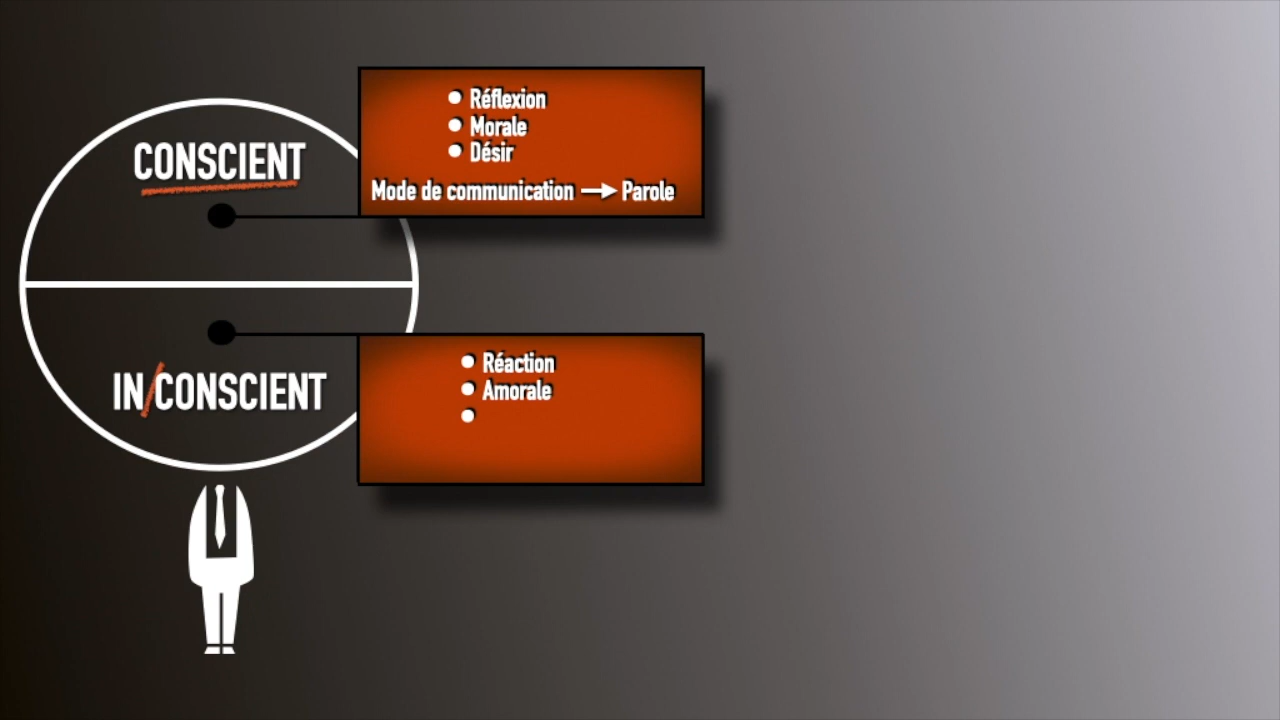 CONSCIENT
• Réflexion
• Morale
• Désir
Mode de communication → Parole
IN/CONSCIENT
• Réaction
• Amorale
•